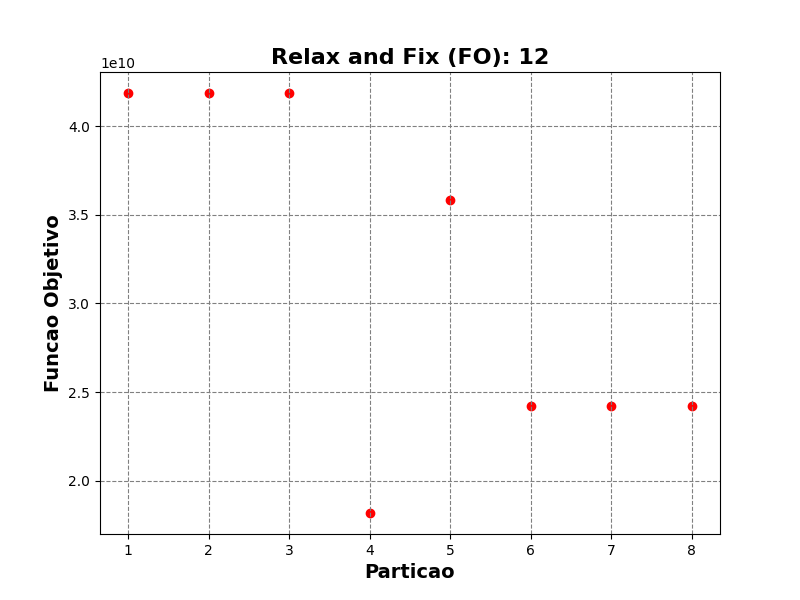 Relax and Fix (FO): 12
1e10
4.0
3.5
3.0
2.5
2.0
Funcao Objetivo
1 2 3 4 5 6 7 8
Particao